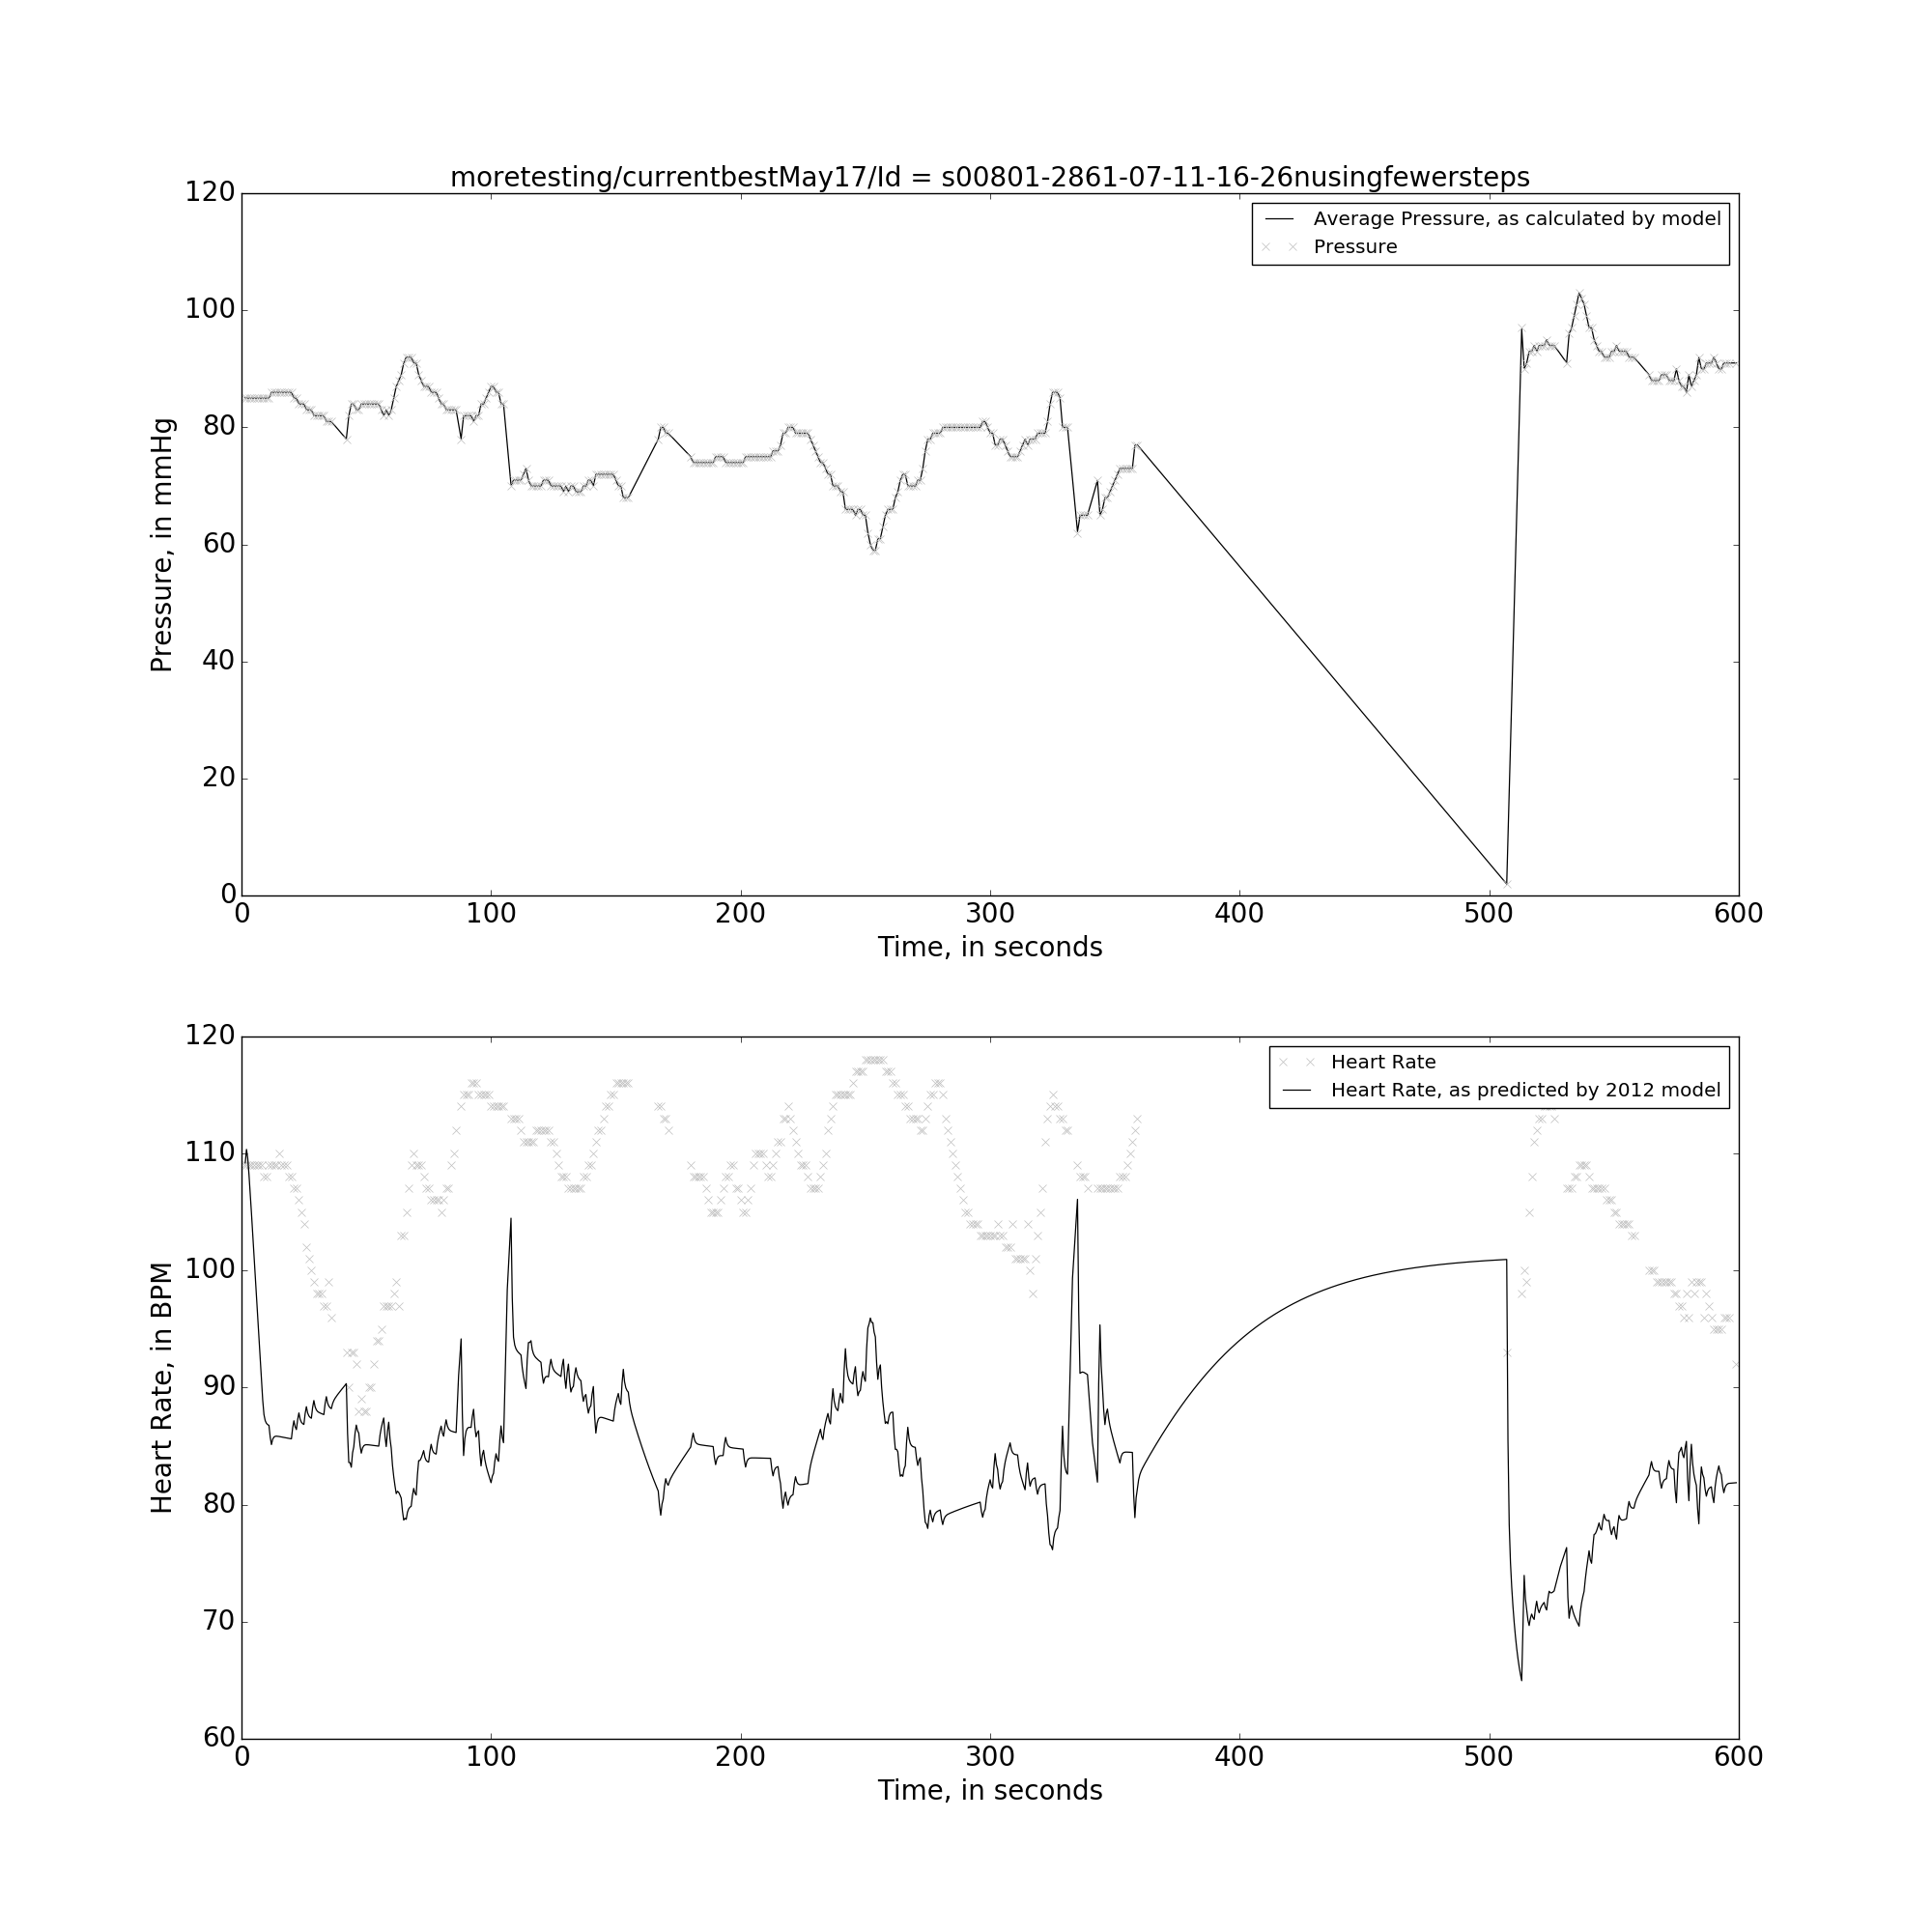 moretesting/currentbestMay17/Id = s00801-2861-07-11-16-26nusingfewersteps
120
100
80
60
40
20
0
Pressure, in mmHg
Average Pressure, as calculated by model
Pressure
0 100 200 300 400 500 600
Time, in seconds
120
110
100
90
80
70
60
Heart Rate, in BPM
Heart Rate
Heart Rate, as predicted by 2012 model
0 100 200 300 400 500 600
Time, in seconds